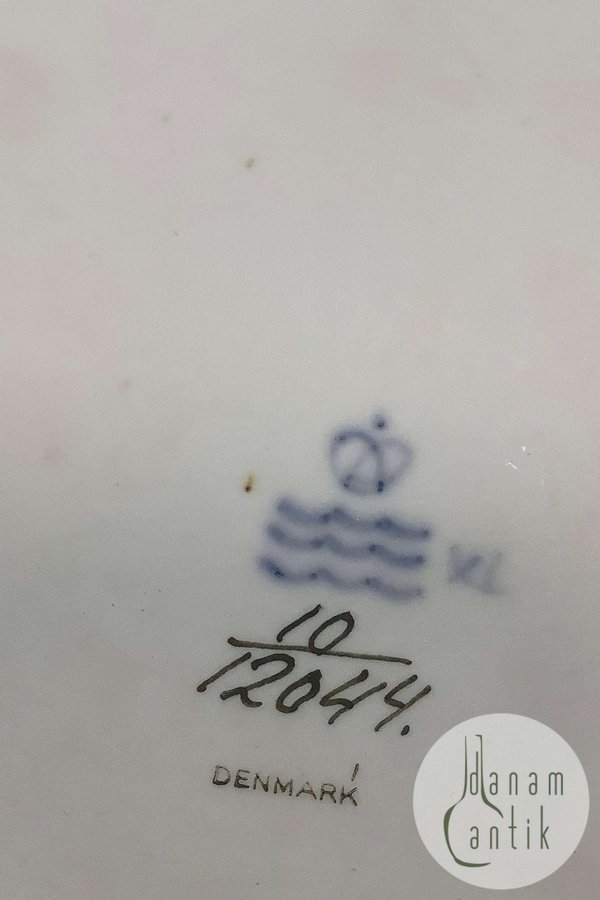 10
12044.
DENMARK
danam
antik